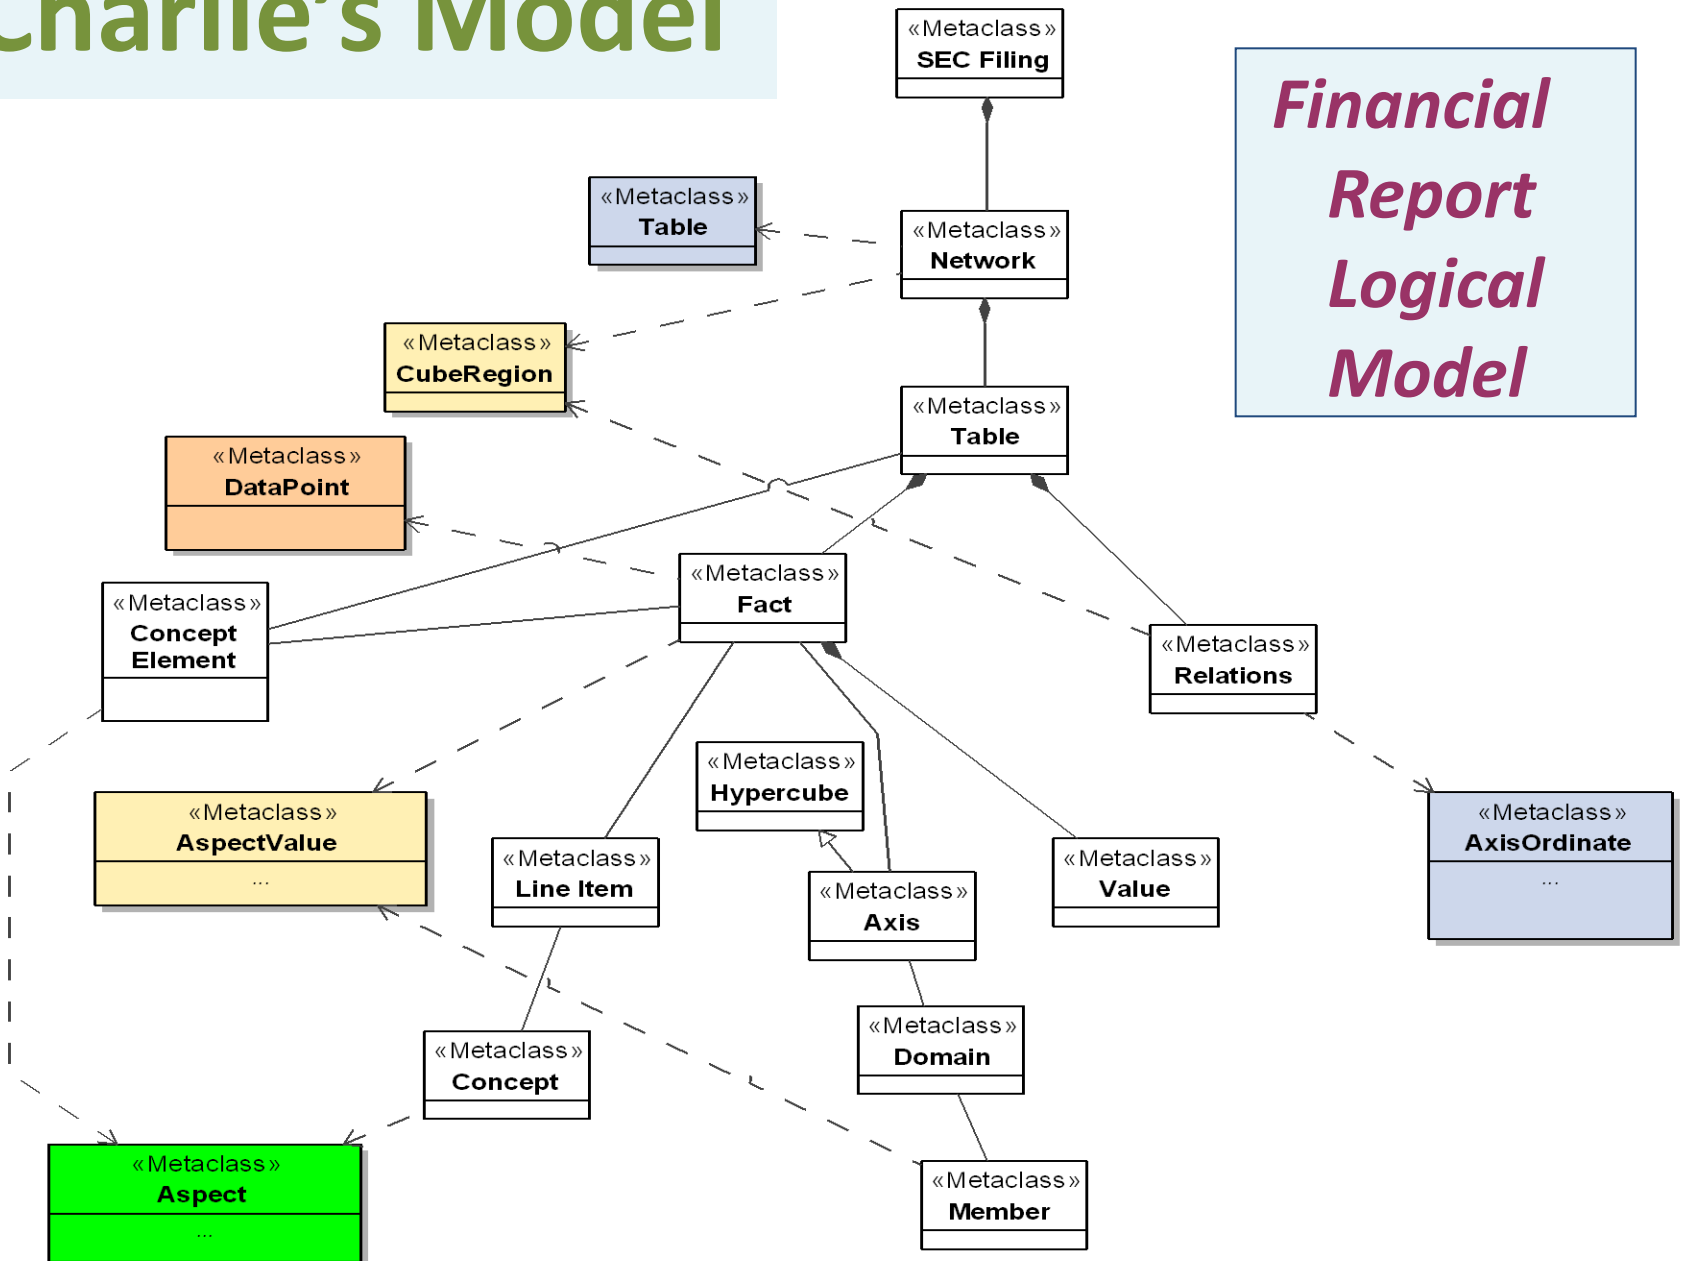 Charlie's Model
«Metaclass»
SEC Filing
Financial
Report
Logical
Model
«Metaclass»
Table
«Metaclass»
Network
«Metaclass»
CubeRegion
«Metaclass»
Table
«Metaclass»
DataPoint
«Metaclass»
Fact
«Metaclass»
Concept
Element
«Metaclass»
Relations
«Metaclass»
Hypercube
«Metaclass»
AspectValue
...
«Metaclass»
AxisOrdinate
...
«Metaclass»
Line Item
«Metaclass»
Value
«Metaclass»
Axis
«Metaclass»
Domain
«Metaclass»
Concept
«Metaclass»
Aspect
...
«Metaclass»
Member